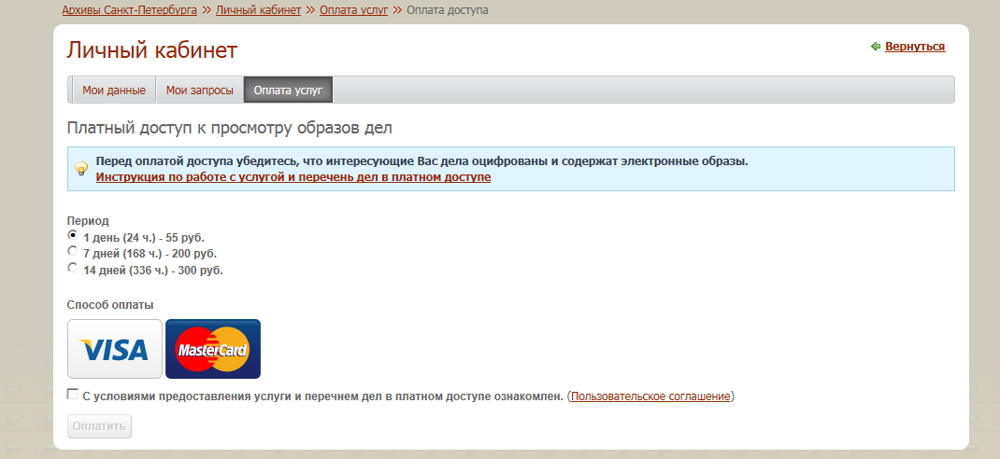 Архивы Санкт-Петербурга >> Личный кабинет >> Оплата услуг >> Оплата доступа
Личный кабинет
Вернуться
Мои данные Мои запросы Оплата услуг
Платный доступ к просмотру образов дел
Перед оплатой доступа убедитесь, что интересующие Вас дела оцифрованы и содержат электронные образы.
Инструкция по работе с услугой и перечень дел в платном доступе
Период
1 день (24 ч.) - 55 руб.
7 дней (168 ч.) - 200 руб.
14 дней (336 ч.) - 300 руб.
Способ оплаты
VISA MasterCard
С условиями предоставления услуги и перечнем дел в платном доступе ознакомлен. (Пользовательское соглашение)
Оплатить